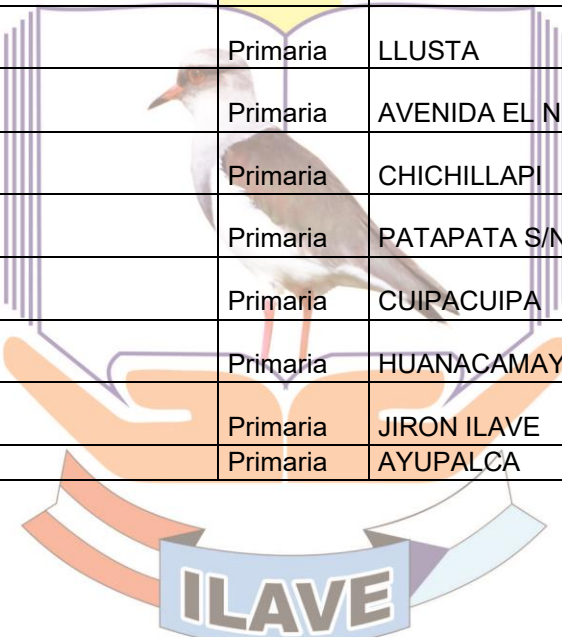 Primaria LLUSTA
Primaria AVENIDA EL N
Primaria CHICHILLAPI
Primaria PATAPATA S/N
Primaria CUIPACUIPA
Primaria HUANACAMAY
Primaria JIRON ILAVE
Primaria AYUPALCA
ILAVE